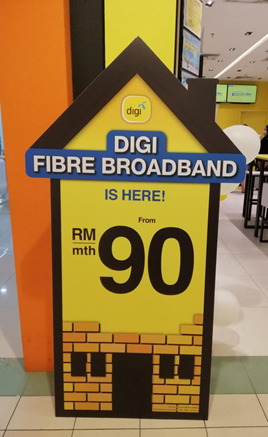 digi
DIGI
FIBRE BROADBAND
IS HERE!
From
RM
mth
90